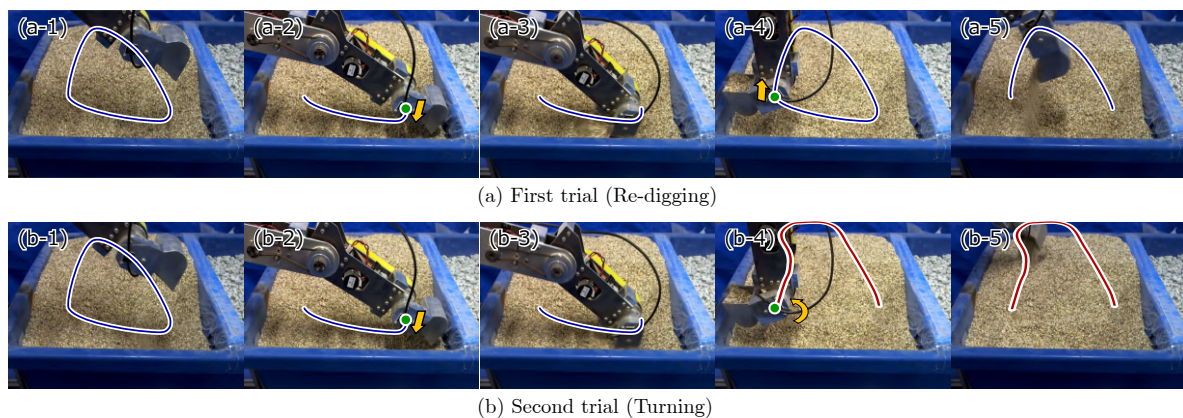 (a-1) (a-2) (a-3) (a-4) (a-5)
(a) First trial (Re-digging)
(b-1) (b-2) (b-3) (b-4) (b-5)
(b) Second trial (Turning)